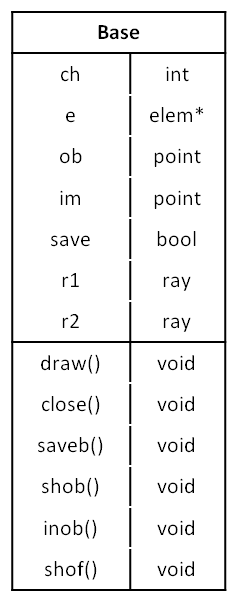 Base
ch int
e elem*
ob point
im point
save bool
r1 ray
r2 ray
draw() void
close() void
saveb() void
shob() void
inob() void
shof() void